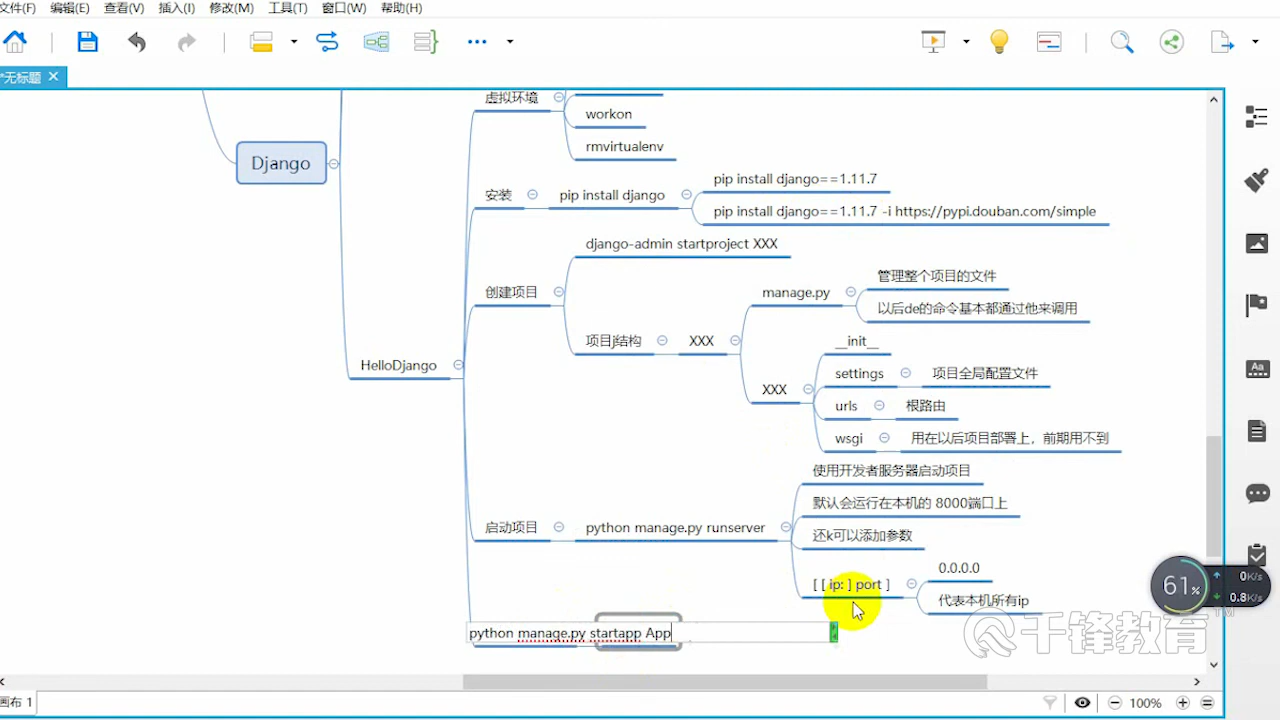 文件(F) 编辑(E) 查看(V) 插入(I) 修改(M) 工具(T) 窗口(W) 帮助(H)
*无标题
虚拟环境
workon
rmvirtualenv
Django
安装
pip install django
pip install django==1.11.7
pip install django==1.11.7 -i https://pypi.douban.com/simple
django-admin startproject XXX
创建项目
项目j结构
XXX
manage.py
管理整个项目的文件
以后de的命令基本都通过他来调用
HelloDjango
XXX
__init__
settings
项目全局配置文件
urls
根路由
wsgi
用在以后项目部署上，前期用不到
启动项目
python manage.py runserver
使用开发者服务器启动项目
默认会运行在本机的 8000端口上
还k可以添加参数
[ [ ip: ] port ]
0.0.0.0
代表本机所有ip
python manage.py startapp App
61%
0K/s
0.8K/s
千锋教育
TM
Aa
画布 1
100%